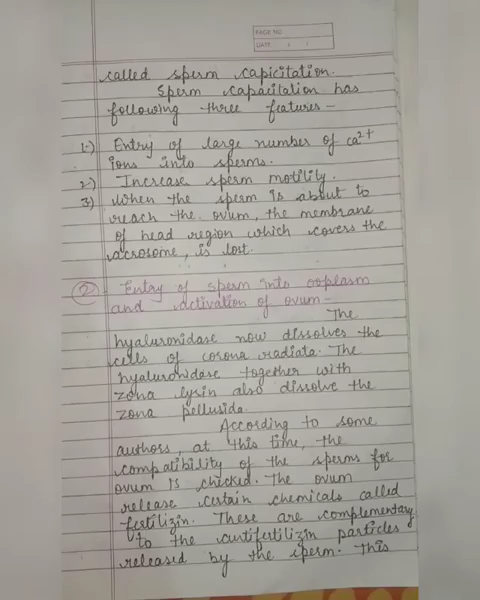 PAGE NO.
DATE / /
called sperm capicitation.
Sperm capacitation has
following three features –
1.) Entry of large number of Ca2+
ions into sperms.
2.) Increase sperm motility.
3) When the sperm is about to
reach the ovum, the membrane
of head region which covers the
acrosome, is lost.
② Entry of sperm into ooplasm
and activation of ovum –
The
hyaluronidase now dissolves the
cells of corona radiata. The
hyaluronidase together with
zona lysin also dissolve the
zona pellusida.
According to some
authors, at this time, the
compatibility of the sperms for
ovum is chicked. The ovum
release certain chemicals called
fertilizin. These are complementary
to the antifertilizin particles
released by the sperm. This